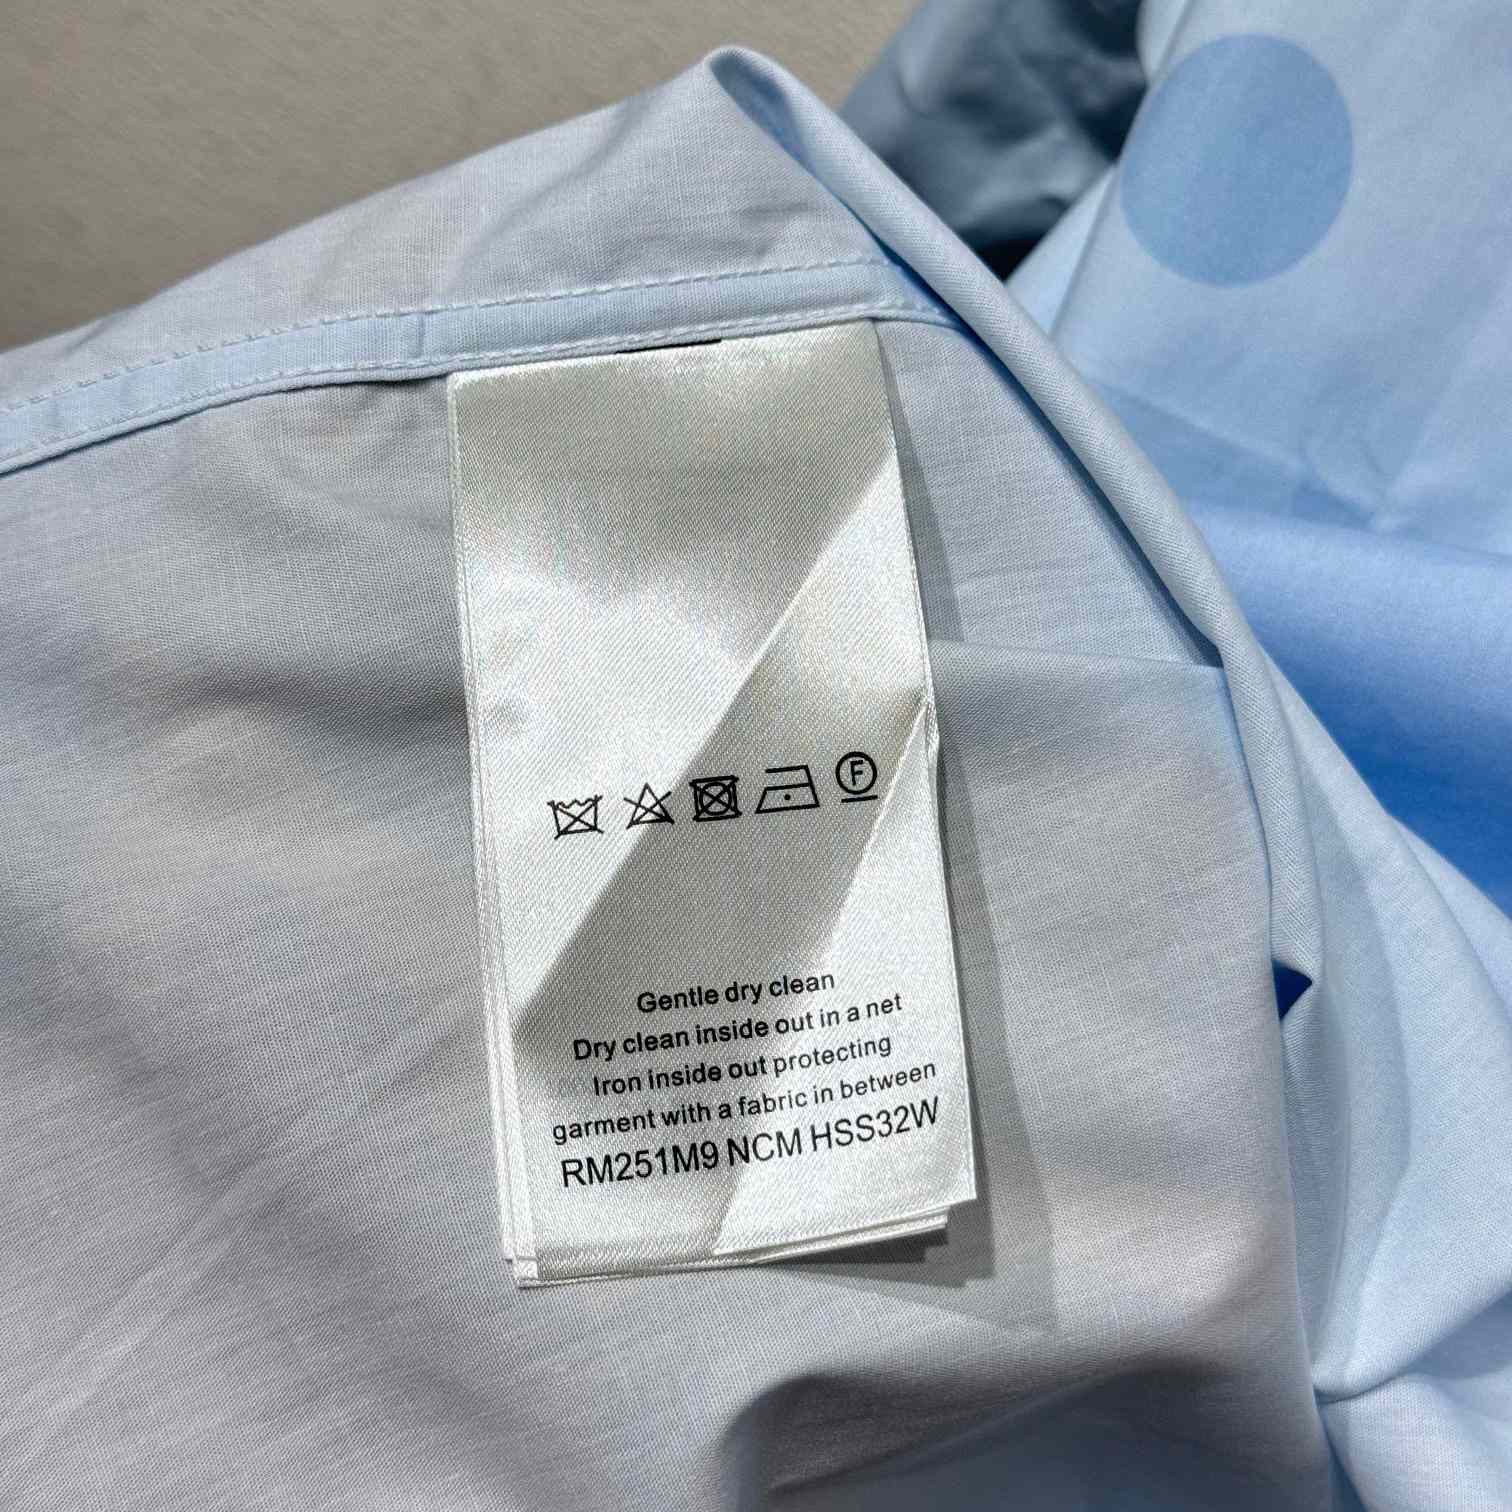 F
Gentle dry clean
Dry clean inside out in a net
Iron inside out protecting
garment with a fabric in between
RM251M9 NCM HSS32W